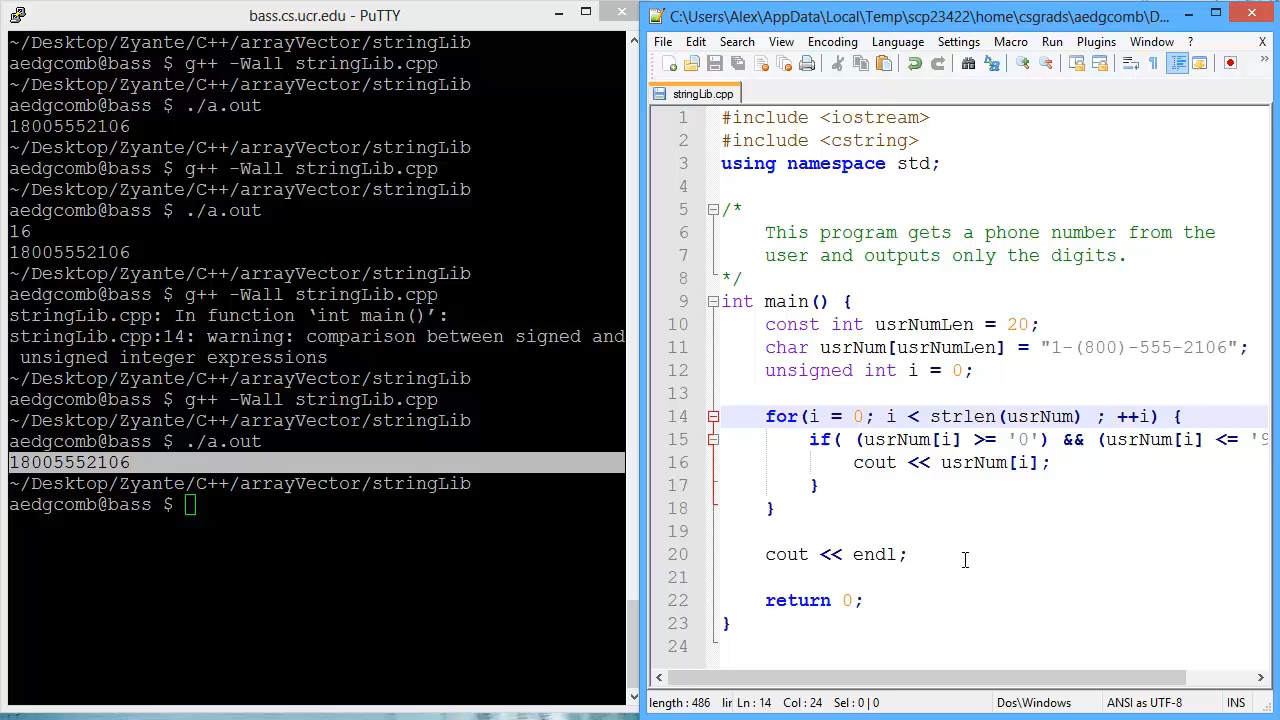 bass.cs.ucr.edu - PuTTY
~/Desktop/Zyante/C++/arrayVector/stringLib
aedgcomb@bass $ g++ -Wall stringLib.cpp
~/Desktop/Zyante/C++/arrayVector/stringLib
aedgcomb@bass $ ./a.out
18005552106
~/Desktop/Zyante/C++/arrayVector/stringLib
aedgcomb@bass $ g++ -Wall stringLib.cpp
~/Desktop/Zyante/C++/arrayVector/stringLib
aedgcomb@bass $ ./a.out
16
18005552106
~/Desktop/Zyante/C++/arrayVector/stringLib
aedgcomb@bass $ g++ -Wall stringLib.cpp
stringLib.cpp: In function ‘int main()’:
stringLib.cpp:14: warning: comparison between signed and
 unsigned integer expressions
~/Desktop/Zyante/C++/arrayVector/stringLib
aedgcomb@bass $ g++ -Wall stringLib.cpp
~/Desktop/Zyante/C++/arrayVector/stringLib
aedgcomb@bass $ ./a.out
18005552106
~/Desktop/Zyante/C++/arrayVector/stringLib
aedgcomb@bass $
C:\Users\Alex\AppData\Local\Temp\scp23422\home\csgrads\aedgcomb\D...
File Edit Search View Encoding Language Settings Macro Run Plugins Window ? X
stringLib.cpp
1 #include <iostream>
2 #include <cstring>
3 using namespace std;
4
5 /*
6 This program gets a phone number from the
7 user and outputs only the digits.
8 */
9 int main() {
10 const int usrNumLen = 20;
11 char usrNum[usrNumLen] = "1-(800)-555-2106";
12 unsigned int i = 0;
13
14 for(i = 0; i < strlen(usrNum) ; ++i) {
15 if( (usrNum[i] >= '0') && (usrNum[i] <= '9
16 cout << usrNum[i];
17 }
18 }
19
20 cout << endl;
21
22 return 0;
23 }
24
length : 486 lir Ln : 14 Col : 24 Sel : 0 | 0 Dos\Windows ANSI as UTF-8 INS